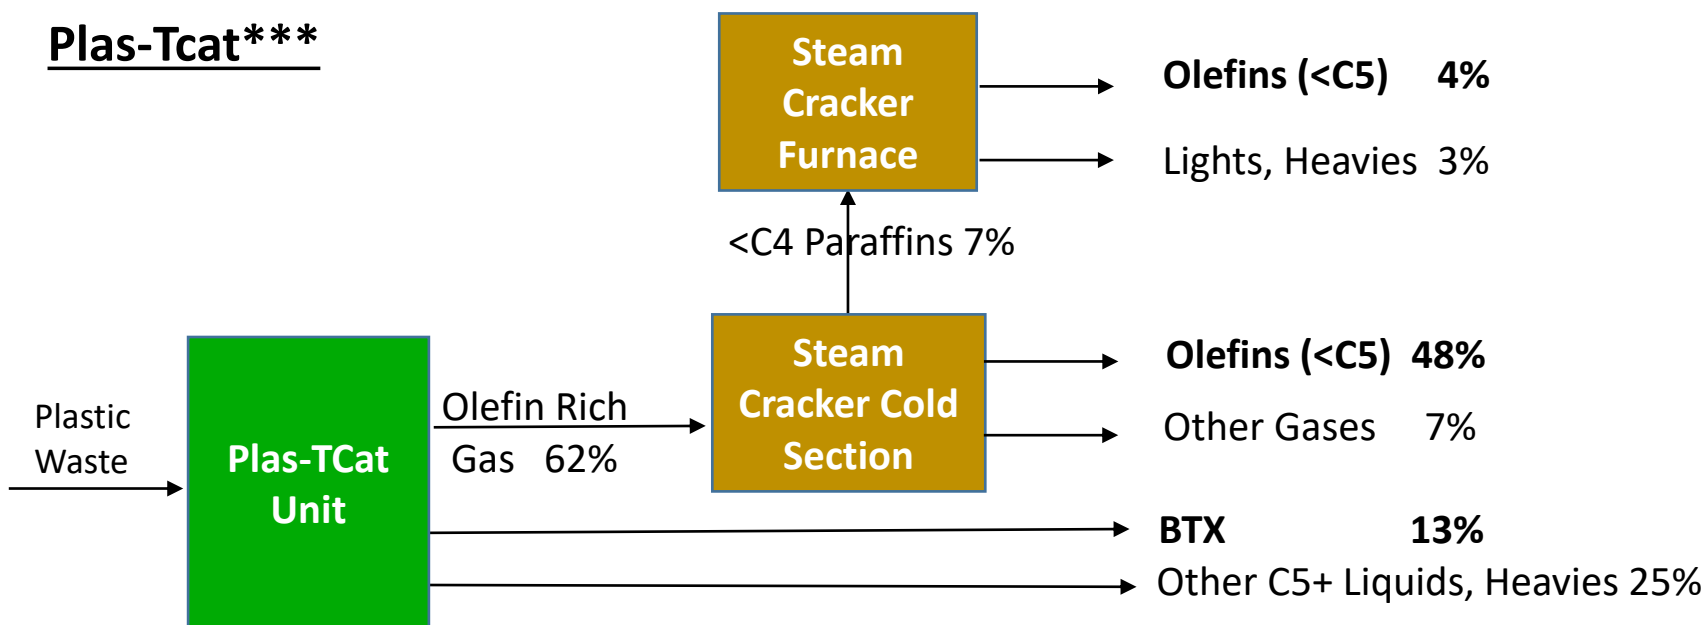 Plas-Tcat***
Steam
Cracker
Furnace
Olefins (<C5) 4%
Lights, Heavies 3%
<C4 Paraffins 7%
Steam
Cracker Cold
Section
Olefins (<C5) 48%
Other Gases 7%
Plastic
Waste
Plas-TCat
Unit
Olefin Rich
Gas 62%
BTX 13%
Other C5+ Liquids, Heavies 25%